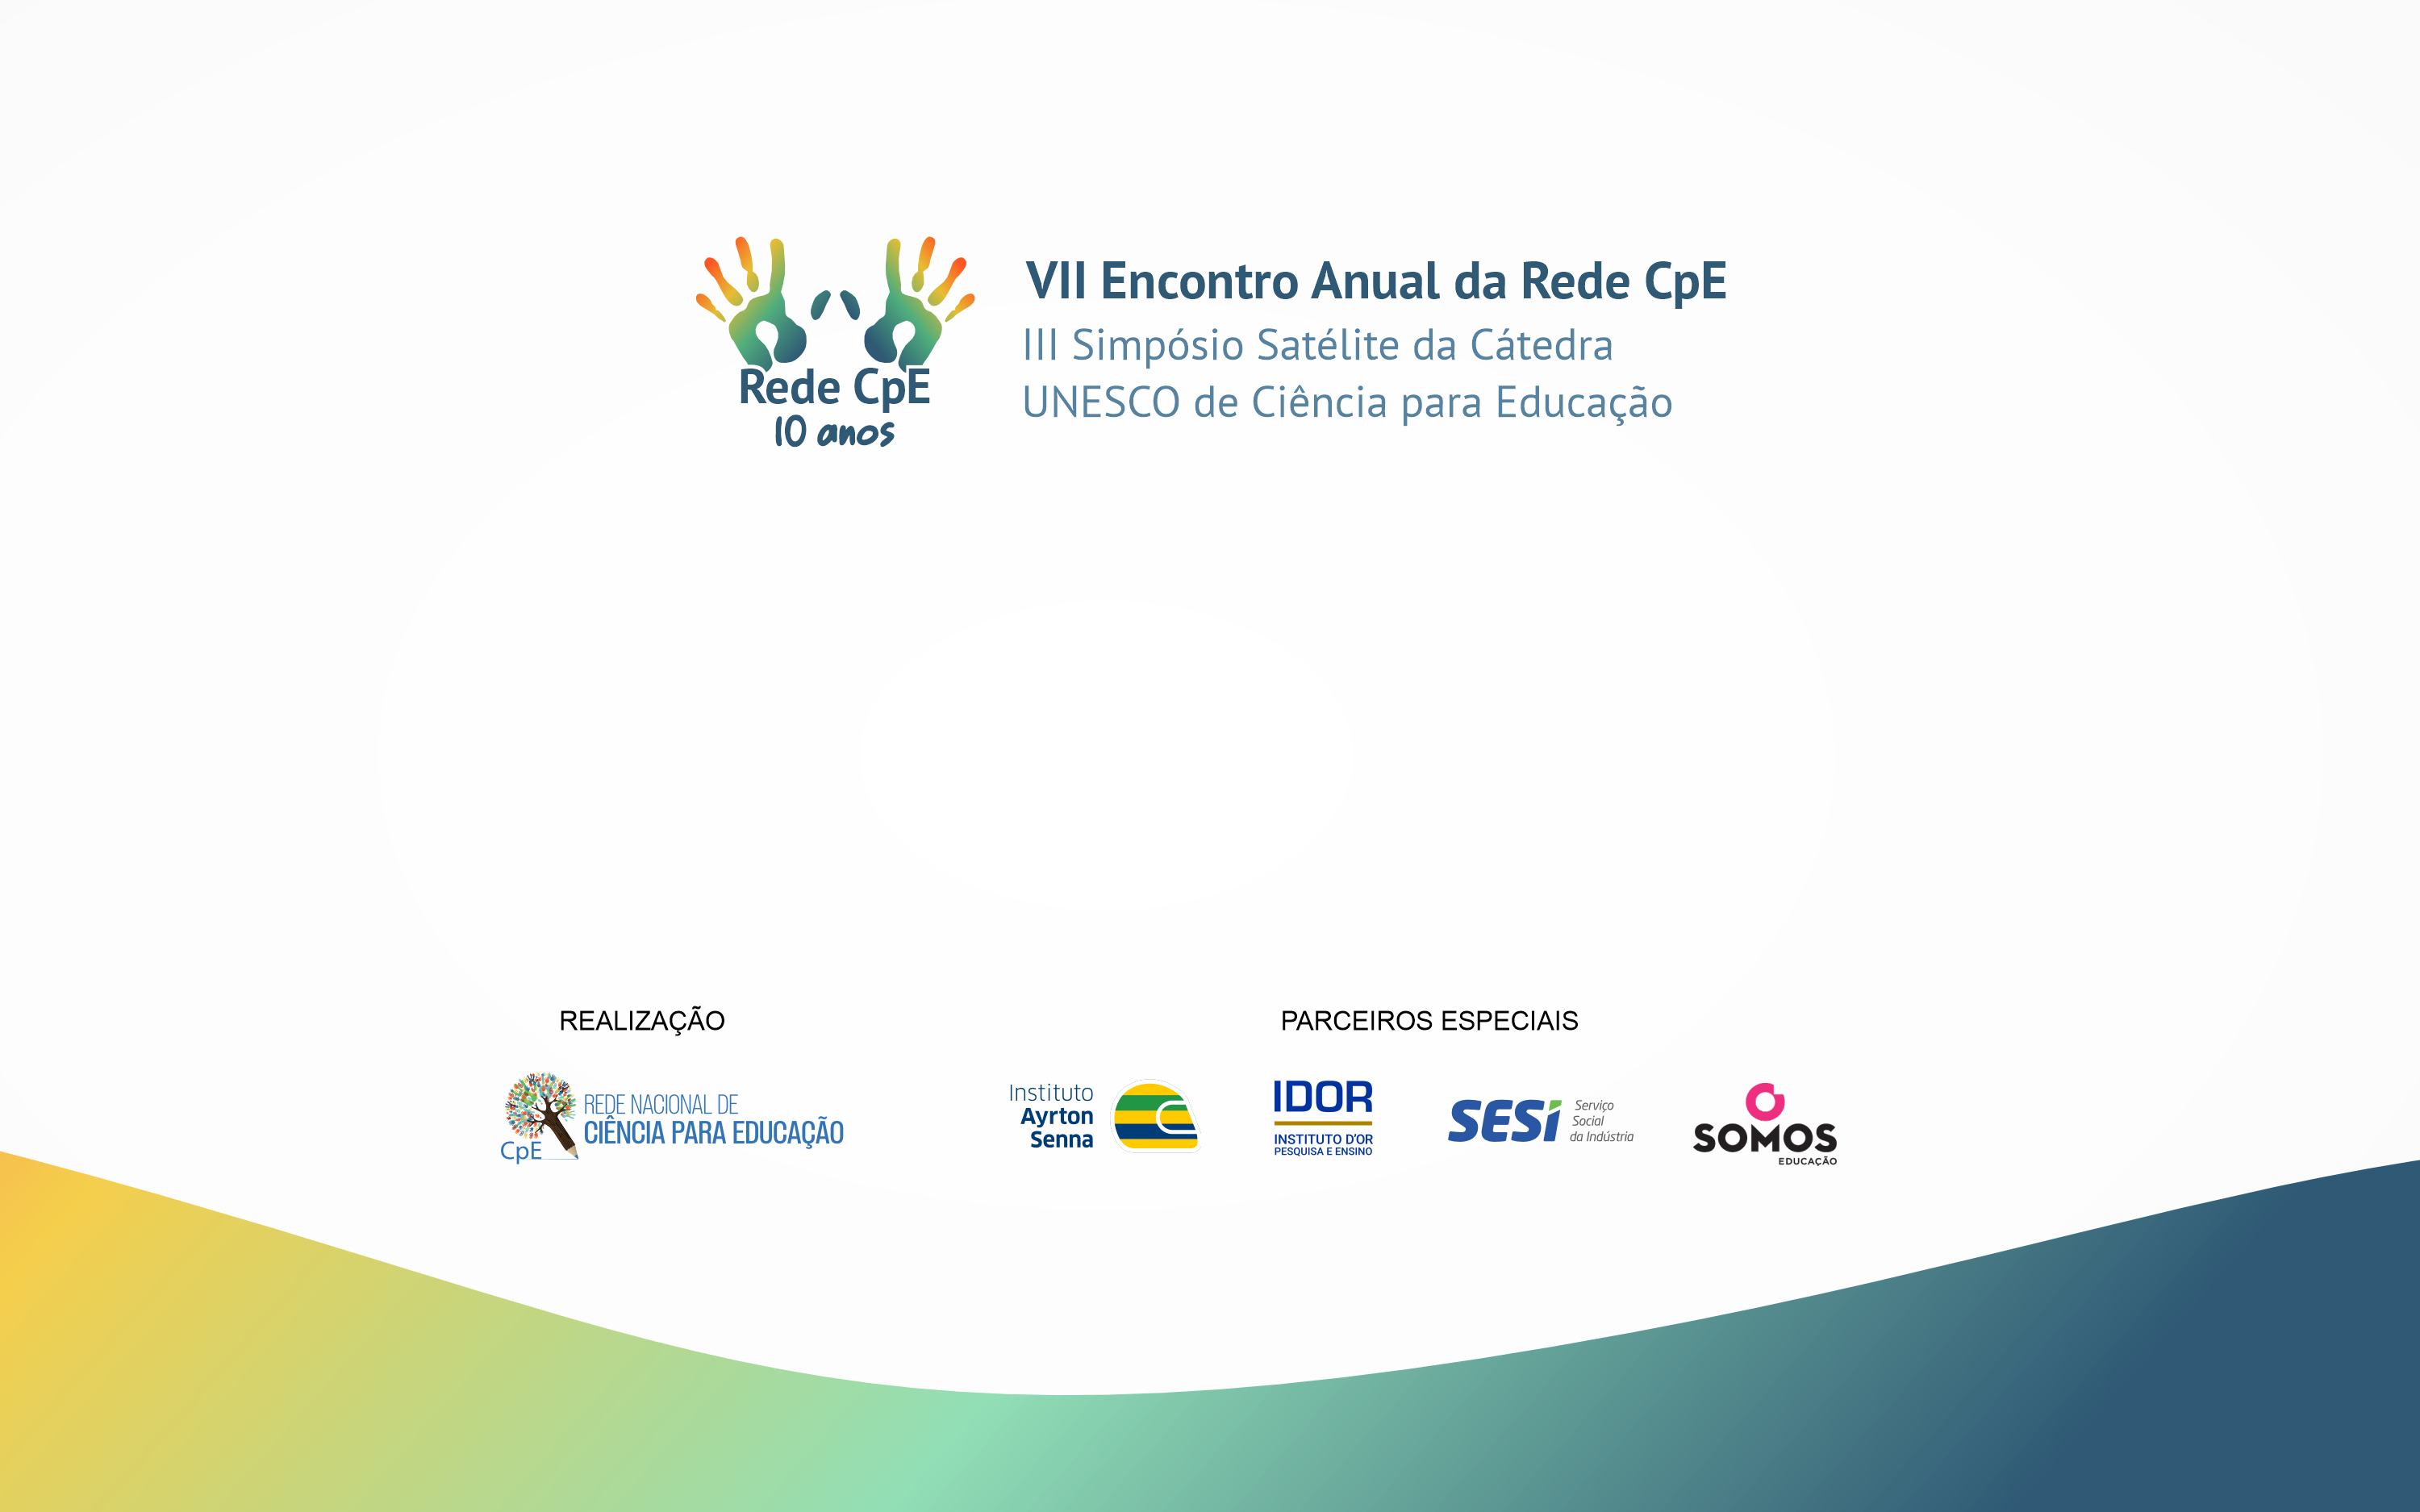 VII Encontro Anual da Rede CpE
III Simpósio Satélite da Cátedra
UNESCO de Ciência para Educação
Rede CpE
10 anos
REALIZAÇÃO
CpE
REDE NACIONAL DE
CIÊNCIA PARA EDUCAÇÃO
PARCEIROS ESPECIAIS
Instituto
Ayrton
Senna
IDOR
INSTITUTO D'OR
PESQUISA E ENSINO
SESI
Serviço
Social
da Indústria
SOMOS
EDUCAÇÃO